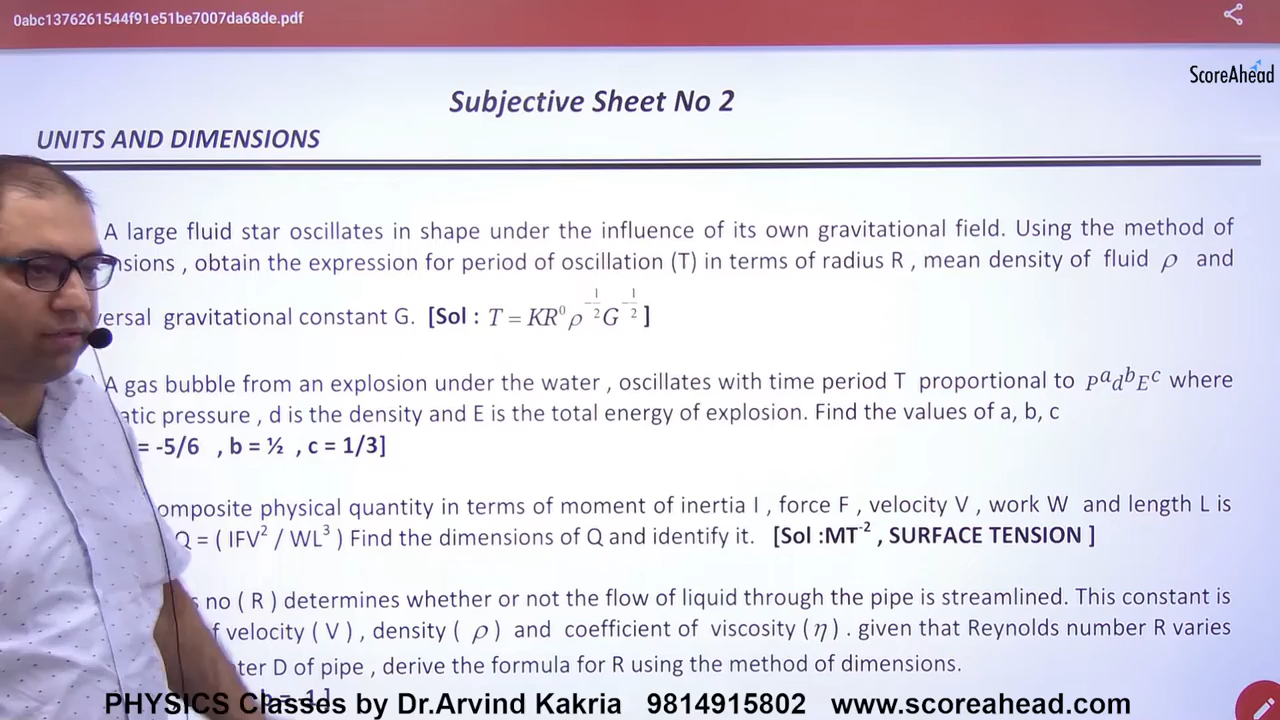 0abc1376261544f91e51be7007da68de.pdf
ScoreAhead
Subjective Sheet No 2
UNITS AND DIMENSIONS
A large fluid star oscillates in shape under the influence of its own gravitational field. Using the method of
nsions , obtain the expression for period of oscillation (T) in terms of radius R , mean density of fluid ρ and
versal gravitational constant G. [Sol : T = KR⁰ρ^{-1/2}G^{-1/2} ]
A gas bubble from an explosion under the water , oscillates with time period T proportional to PᵃdᵇEᶜ where
atic pressure , d is the density and E is the total energy of explosion. Find the values of a, b, c
= -5/6 , b = ½ , c = 1/3]
omposite physical quantity in terms of moment of inertia I , force F , velocity V , work W and length L is
Q = ( IFV² / WL³ ) Find the dimensions of Q and identify it. [Sol :MT⁻² , SURFACE TENSION ]
no ( R ) determines whether or not the flow of liquid through the pipe is streamlined. This constant is
f velocity ( V ) , density ( ρ ) and coefficient of viscosity ( η ) . given that Reynolds number R varies
ter D of pipe , derive the formula for R using the method of dimensions.
PHYSICS Classes by Dr.Arvind Kakria 9814915802 www.scoreahead.com